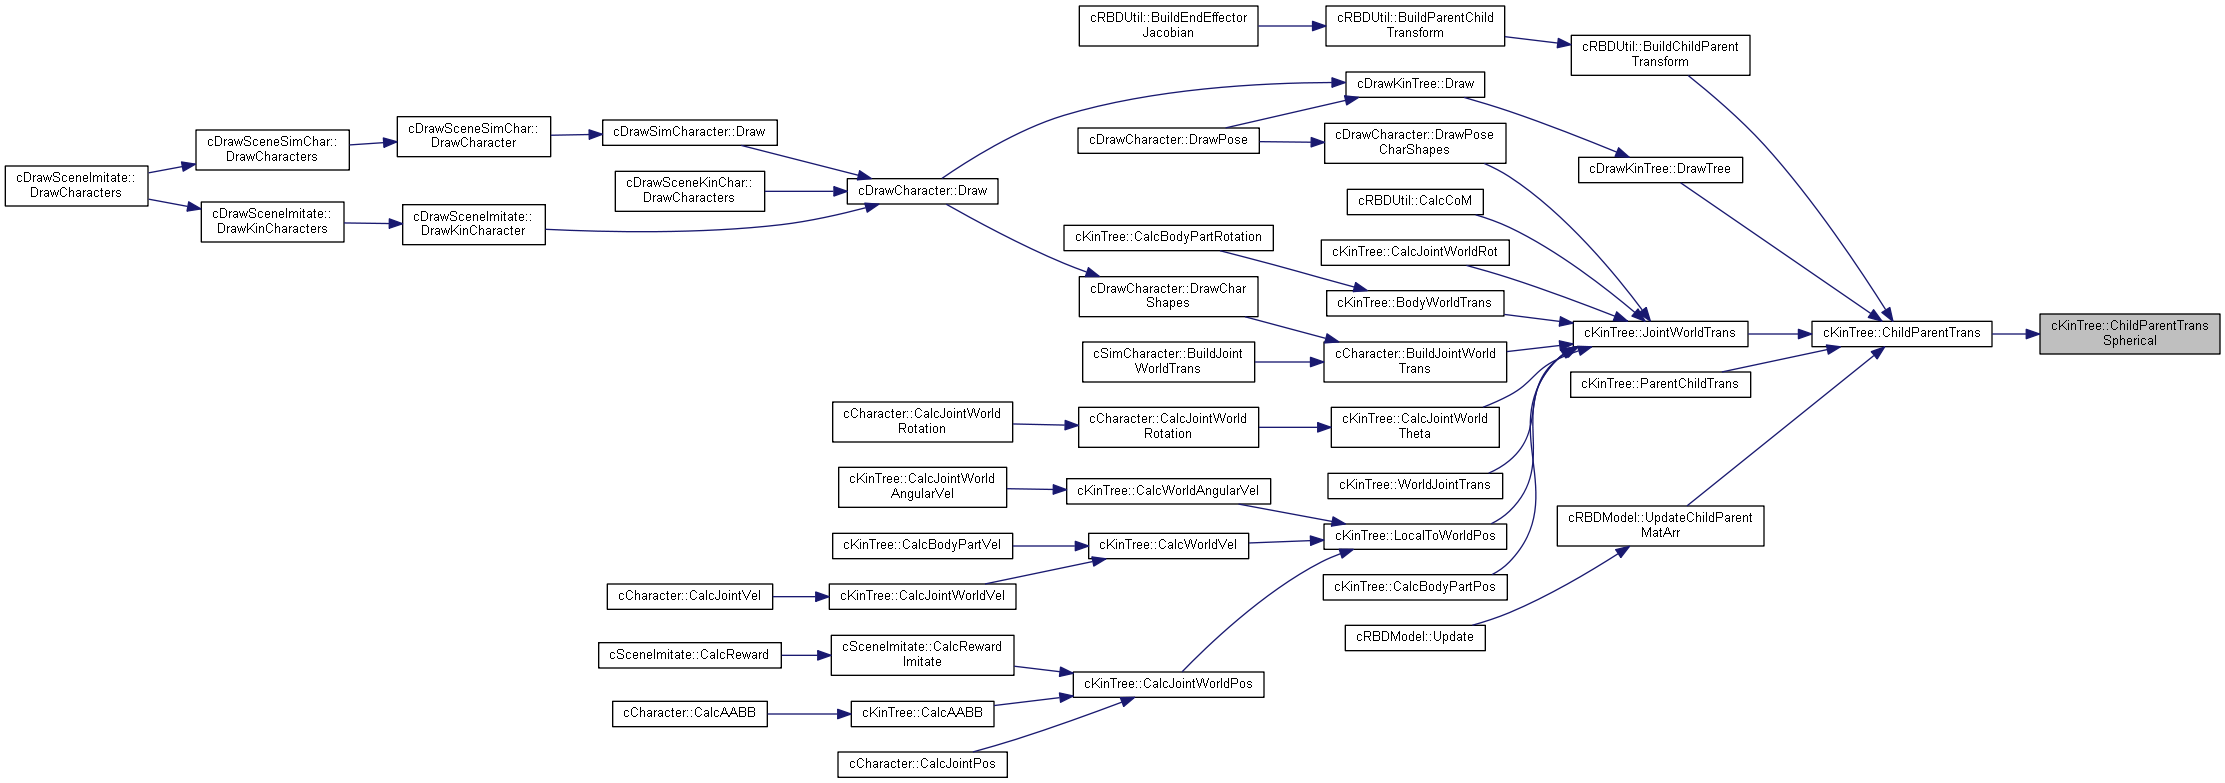 cRBDUtil::BuildEndEffector
Jacobian
cRBDUtil::BuildParentChild
Transform
cRBDUtil::BuildChildParent
Transform
cDrawKinTree::Draw
cDrawCharacter::DrawPose
cDrawCharacter::DrawPose
CharShapes
cDrawKinTree::DrawTree
cDrawSimCharacter::Draw
cDrawSceneSimChar::
DrawCharacter
cDrawSceneSimChar::
DrawCharacters
cDrawSceneImitate::
DrawCharacters
cDrawSceneKinChar::
DrawCharacters
cDrawCharacter::Draw
cDrawSceneImitate::
DrawKinCharacters
cDrawSceneImitate::
DrawKinCharacter
cRBDUtil::CalcCoM
cKinTree::CalcBodyPartRotation
cKinTree::CalcJointWorldRot
cDrawCharacter::DrawChar
Shapes
cKinTree::BodyWorldTrans
cKinTree::JointWorldTrans
cKinTree::ChildParentTrans
cKinTree::ChildParentTrans
Spherical
cSimCharacter::BuildJoint
WorldTrans
cCharacter::BuildJointWorld
Trans
cKinTree::ParentChildTrans
cCharacter::CalcJointWorld
Rotation
cCharacter::CalcJointWorld
Rotation
cKinTree::CalcJointWorld
Theta
cKinTree::CalcJointWorld
AngularVel
cKinTree::CalcWorldAngularVel
cKinTree::WorldJointTrans
cKinTree::CalcBodyPartVel
cKinTree::CalcWorldVel
cKinTree::LocalToWorldPos
cRBDModel::UpdateChildParent
MatArr
cCharacter::CalcJointVel
cKinTree::CalcJointWorldVel
cKinTree::CalcBodyPartPos
cRBDModel::Update
cSceneImitate::CalcReward
cSceneImitate::CalcReward
Imitate
cKinTree::CalcJointWorldPos
cCharacter::CalcAABB
cKinTree::CalcAABB
cCharacter::CalcJointPos